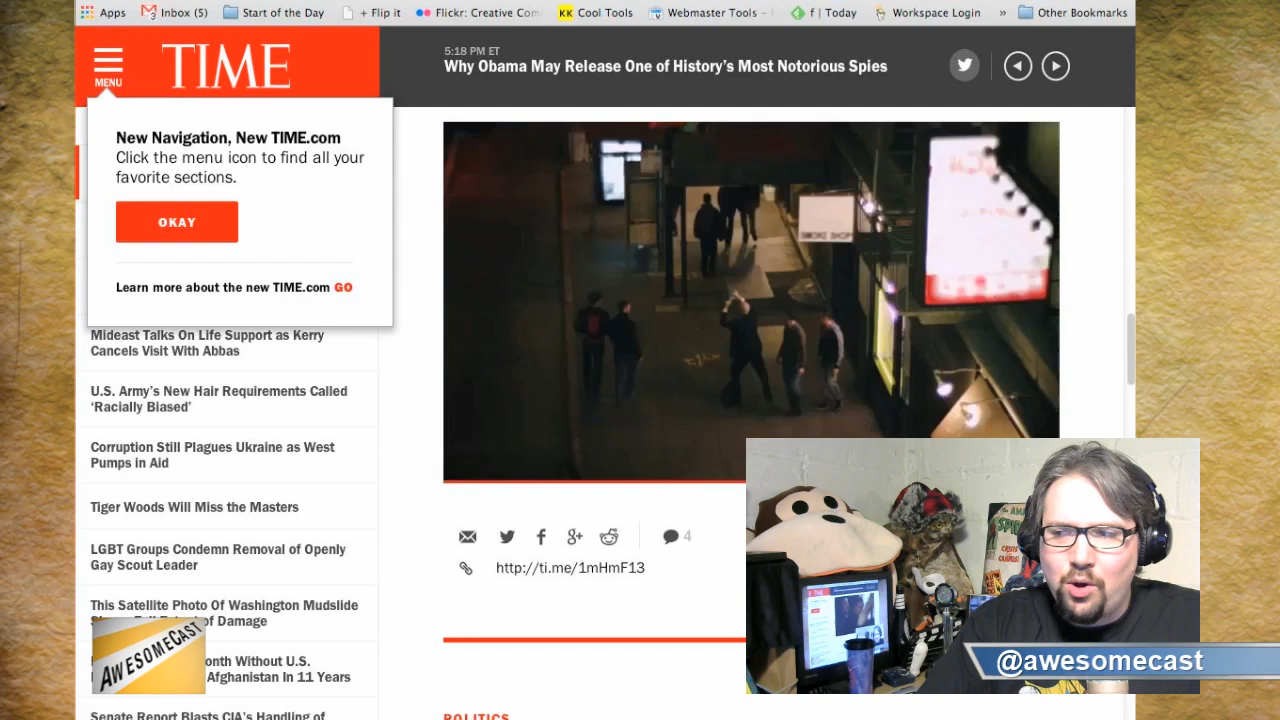 Apps
Inbox (5)
Start of the Day
+ Flip it
Flickr: Creative Com
KK Cool Tools
Webmaster Tools -
f | Today
Workspace Login
»
Other Bookmarks
MENU
TIME
5:18 PM ET
Why Obama May Release One of History's Most Notorious Spies
New Navigation, New TIME.com
Click the menu icon to find all your
favorite sections.
OKAY
Learn more about the new TIME.com GO
Mideast Talks On Life Support as Kerry
Cancels Visit With Abbas
U.S. Army's New Hair Requirements Called
‘Racially Biased’
Corruption Still Plagues Ukraine as West
Pumps in Aid
Tiger Woods Will Miss the Masters
LGBT Groups Condemn Removal of Openly
Gay Scout Leader
This Satellite Photo Of Washington Mudslide
of Damage
onth Without U.S.
Afghanistan In 11 Years
Senate Report Blasts CIA's Handling of
AWESOMECAST
SMOKE SHOP
4
http://ti.me/1mHmF13
POLITICS
TIME
@awesomecast